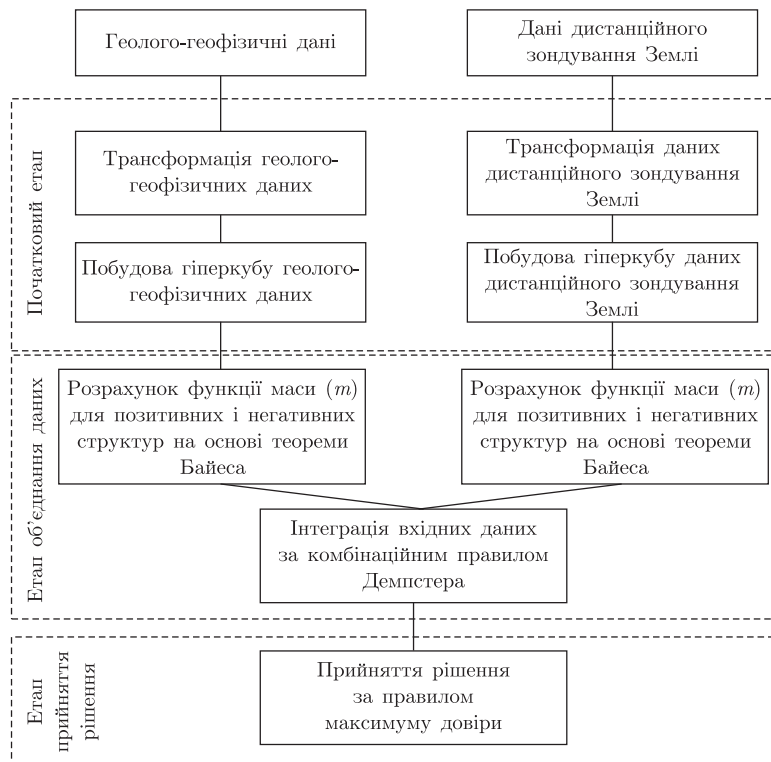 Геолого-геофізичні дані
Дані дистанційного
зондування Землі
Початковий етап
Трансформація геолого-
геофізичних даних
Трансформація даних
дистанційного зондування
Землі
Побудова гіперкубу геолого-
геофізичних даних
Побудова гіперкубу даних
дистанційного зондування
Землі
Етап об'єднання даних
Розрахунок функції маси (m)
для позитивних і негативних
структур на основі теореми
Байеса
Розрахунок функції маси (m)
для позитивних і негативних
структур на основі теореми
Байеса
Інтеграція вхідних даних
за комбінаційним правилом
Демпстера
Етап
прийняття
рішення
Прийняття рішення
за правилом
максимуму довіри